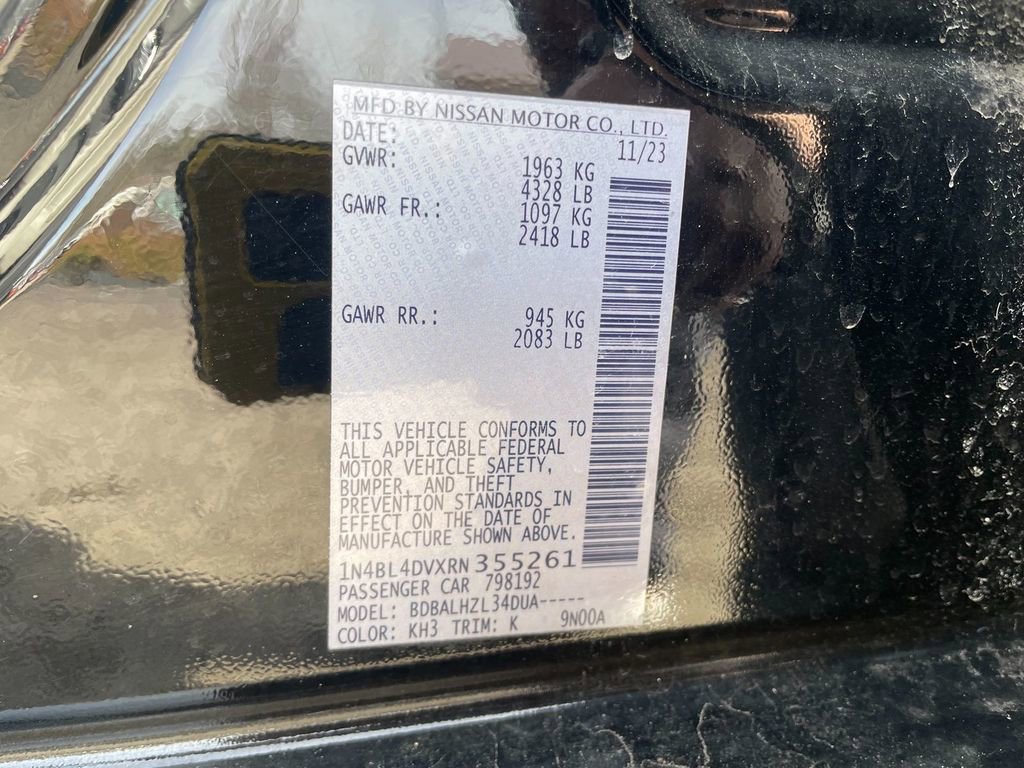 MFD BY NISSAN MOTOR CO., LTD.
DATE: 11/23
GVWR: 1963 KG
4328 LB
GAWR FR.: 1097 KG
2418 LB
GAWR RR.: 945 KG
2083 LB
THIS VEHICLE CONFORMS TO
ALL APPLICABLE FEDERAL
MOTOR VEHICLE SAFETY,
BUMPER, AND THEFT
PREVENTION STANDARDS IN
EFFECT ON THE DATE OF
MANUFACTURE SHOWN ABOVE.
1N4BL4DVXRN355261
PASSENGER CAR 798192
MODEL: BDBALHZL34DUA-----
COLOR: KH3 TRIM: K 9N00A